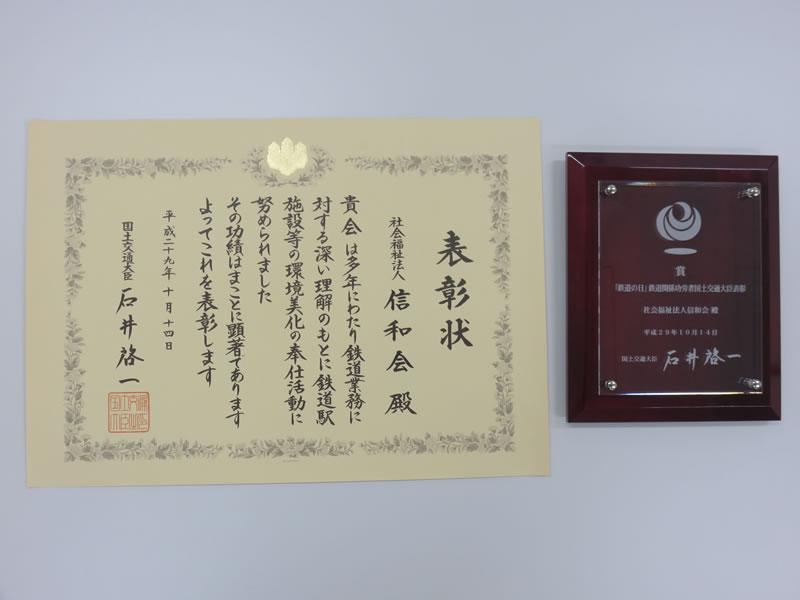 表彰状
社会福祉法人
信和会 殿
貴会は多年にわたり鉄道業務に
対する深い理解のもとに鉄道駅
施設等の環境美化の奉仕活動に
努められました
その功績はまことに顕著であります
よってこれを表彰します
平成二十九年十月十四日
国土交通大臣
石井啓一
賞
「鉄道の日」鉄道関係功労者国土交通大臣表彰
社会福祉法人信和会 殿
平成29年10月14日
国土交通大臣 石井啓一